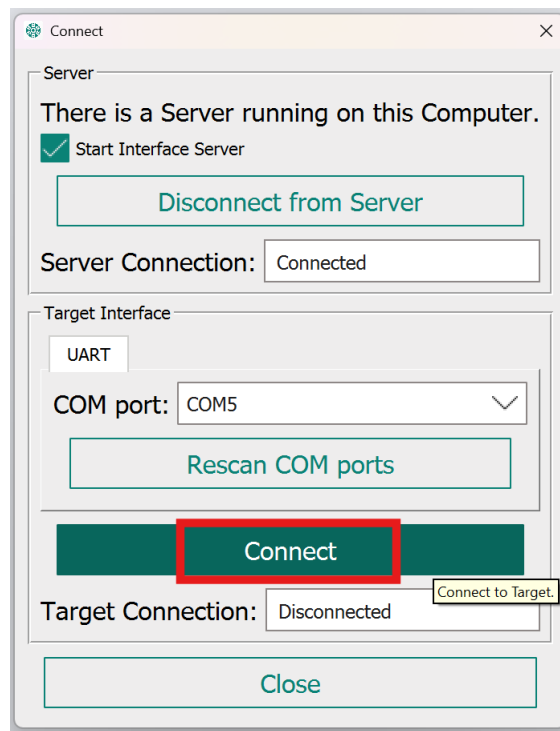 Connect
Server
There is a Server running on this Computer.
Start Interface Server
Disconnect from Server
Server Connection: Connected
Target Interface
UART
COM port: COM5
Rescan COM ports
Connect
Connect to Target.
Target Connection: Disconnected
Close